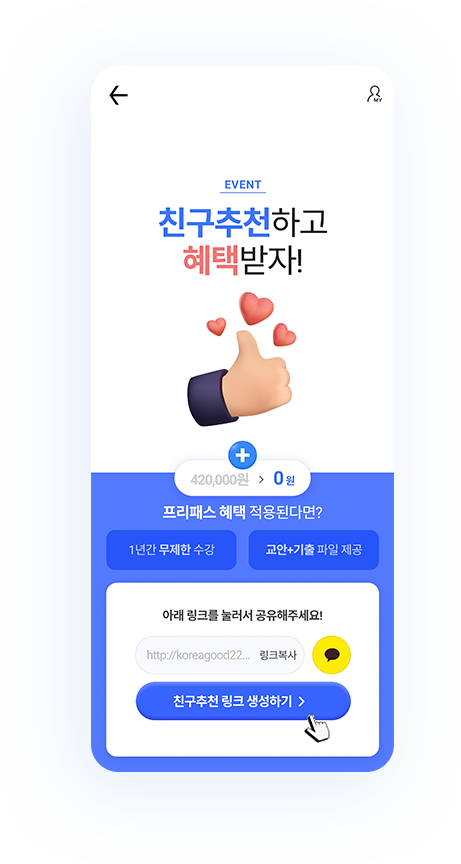 MY
EVENT
친구추천하고
혜택받자!
420,000원 > 0원
프리패스 혜택 적용된다면?
1년간 무제한 수강
교안+기출 파일 제공
아래 링크를 눌러서 공유해주세요!
http://koreagood22... 링크복사
친구추천 링크 생성하기 >